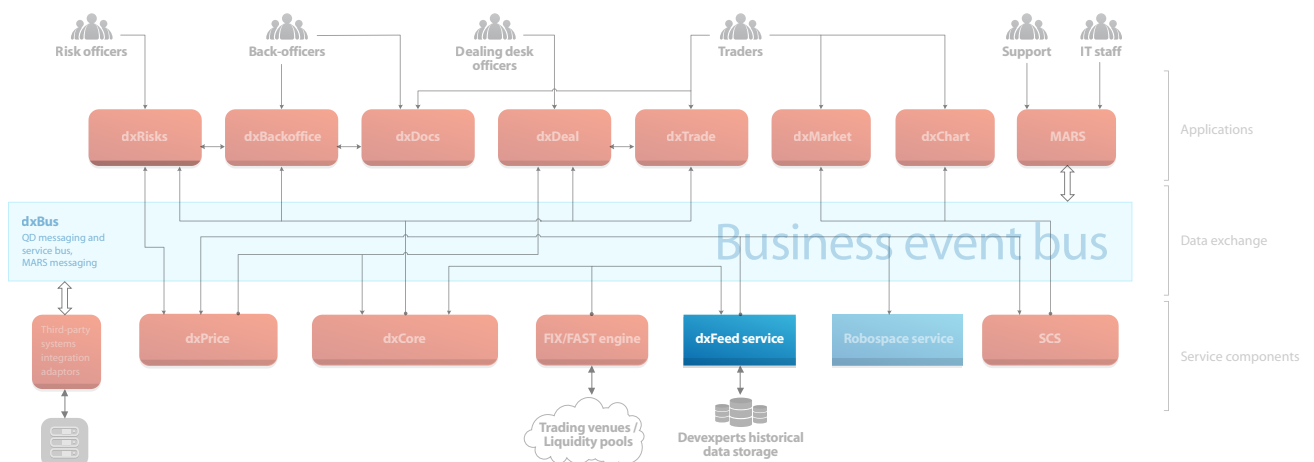 Risk officers
Back-officers
Dealing desk
officers
Traders
Support
IT staff
dxRisks
dxBackoffice
dxDocs
dxDeal
dxTrade
dxMarket
dxChart
MARS
Applications
dxBus
QD messaging and
service bus,
MARS messaging
Business event bus
Data exchange
Third-party
systems
integration
adaptors
dxPrice
dxCore
FIX/FAST engine
dxFeed service
Robospace service
SCS
Service components
Trading venues /
Liquidity pools
Devexperts historical
data storage